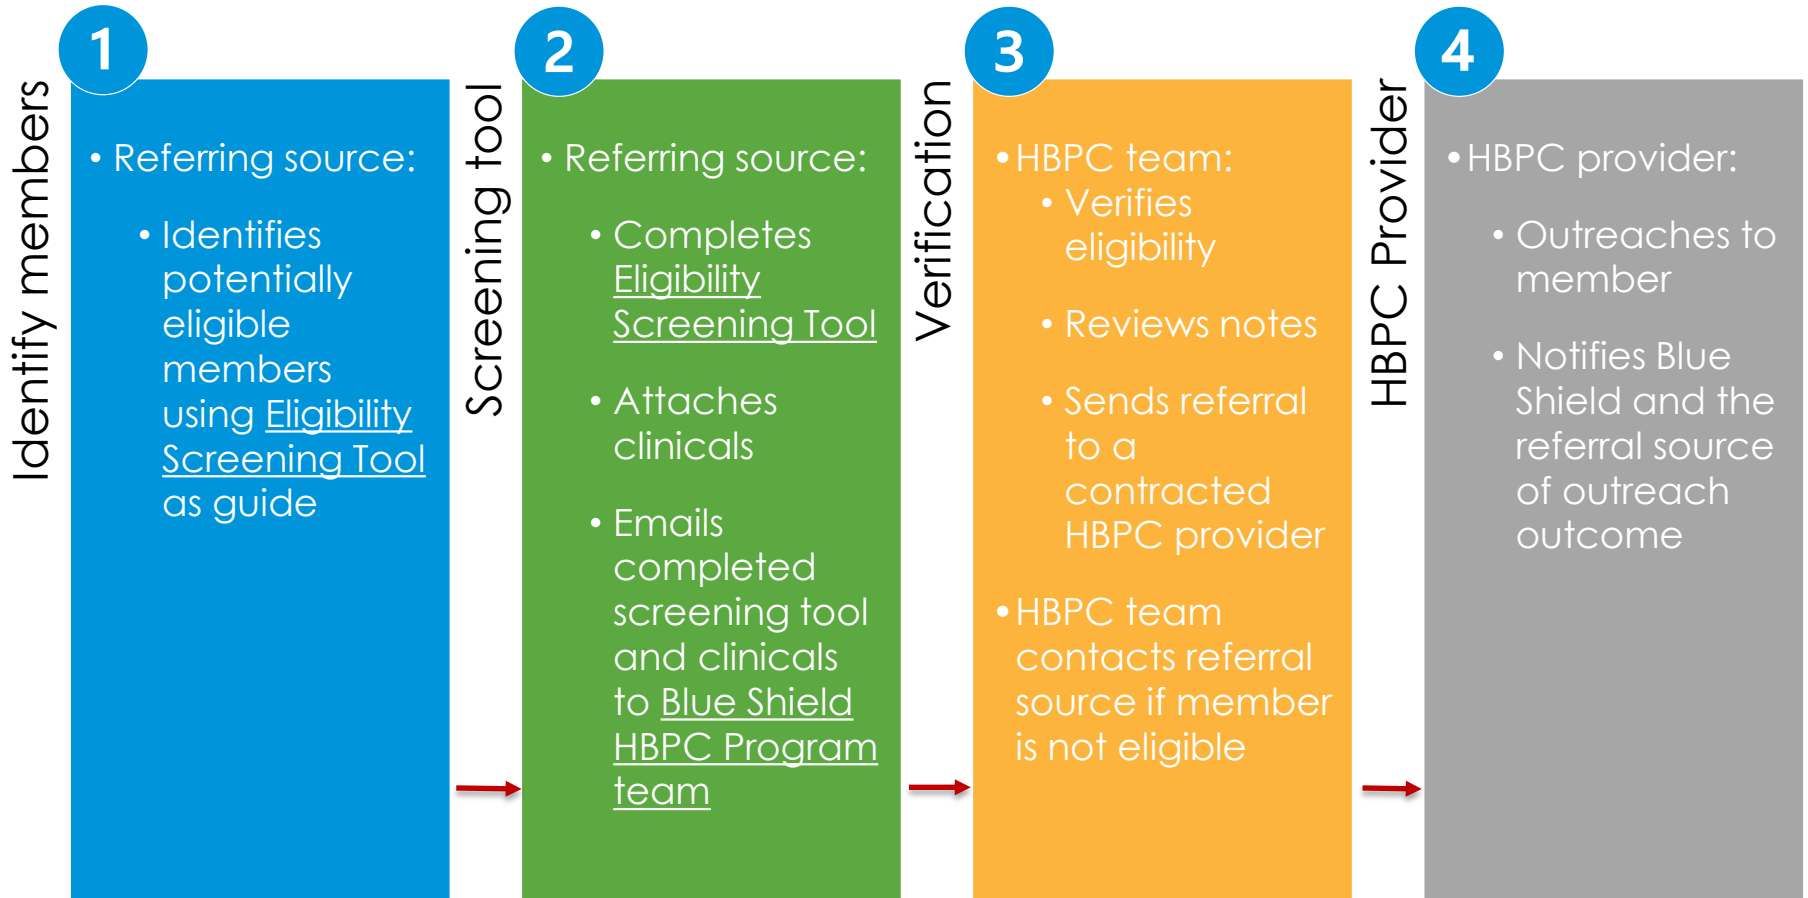 1
Identify members
• Referring source:
• Identifies
potentially
eligible
members
using Eligibility
Screening Tool
as guide
2
Screening tool
• Referring source:
• Completes
Eligibility
Screening Tool
• Attaches
clinicals
• Emails
completed
screening tool
and clinicals
to Blue Shield
HBPC Program
team
3
Verification
• HBPC team:
• Verifies
eligibility
• Reviews notes
• Sends referral
to a
contracted
HBPC provider
• HBPC team
contacts referral
source if member
is not eligible
4
HBPC Provider
• HBPC provider:
• Outreaches to
member
• Notifies Blue
Shield and the
referral source
of outreach
outcome